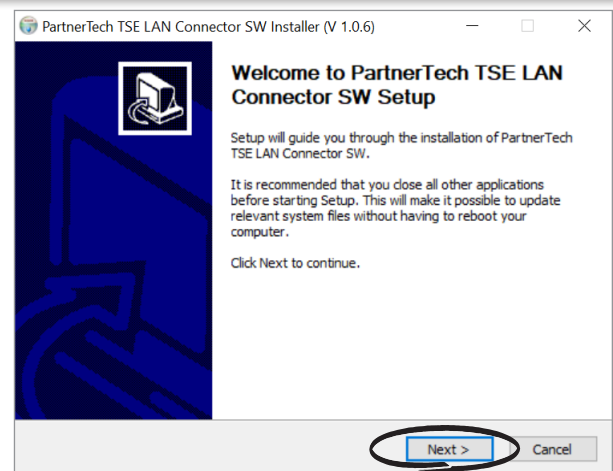 PartnerTech TSE LAN Connector SW Installer (V 1.0.6)
Welcome to PartnerTech TSE LAN
Connector SW Setup
Setup will guide you through the installation of PartnerTech
TSE LAN Connector SW.
It is recommended that you close all other applications
before starting Setup. This will make it possible to update
relevant system files without having to reboot your
computer.
Click Next to continue.
Next >
Cancel